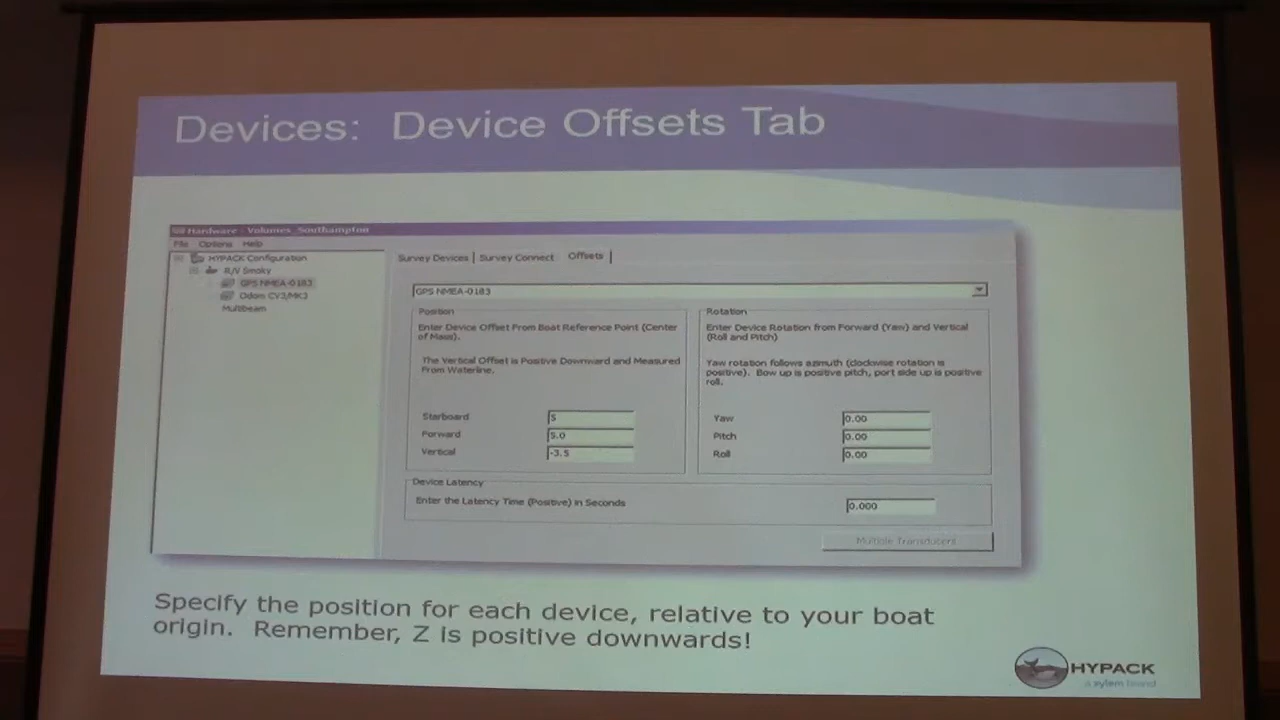 Devices: Device Offsets Tab
Hardware - Volumes_Southampton
File Options Help
HYPACK Configuration
R/V Smoky
GPS NMEA-0183
Odom CV3/MK3
Multibeam
Survey Devices Survey Connect Offsets
GPS NMEA-0183
Position
Enter Device Offset From Boat Reference Point (Center
of Mass).
The Vertical Offset is Positive Downward and Measured
From Waterline.
Starboard 5
Forward 5.0
Vertical -3.5
Rotation
Enter Device Rotation from Forward (Yaw) and Vertical
(Roll and Pitch)
Yaw rotation follows azimuth (clockwise rotation is
positive). Bow up is positive pitch, port side up is positive
roll.
Yaw 0.00
Pitch 0.00
Roll 0.00
Device Latency
Enter the Latency Time (Positive) in Seconds 0.000
Multiple Transducers
Specify the position for each device, relative to your boat
origin. Remember, Z is positive downwards!
HYPACK
a xylem brand